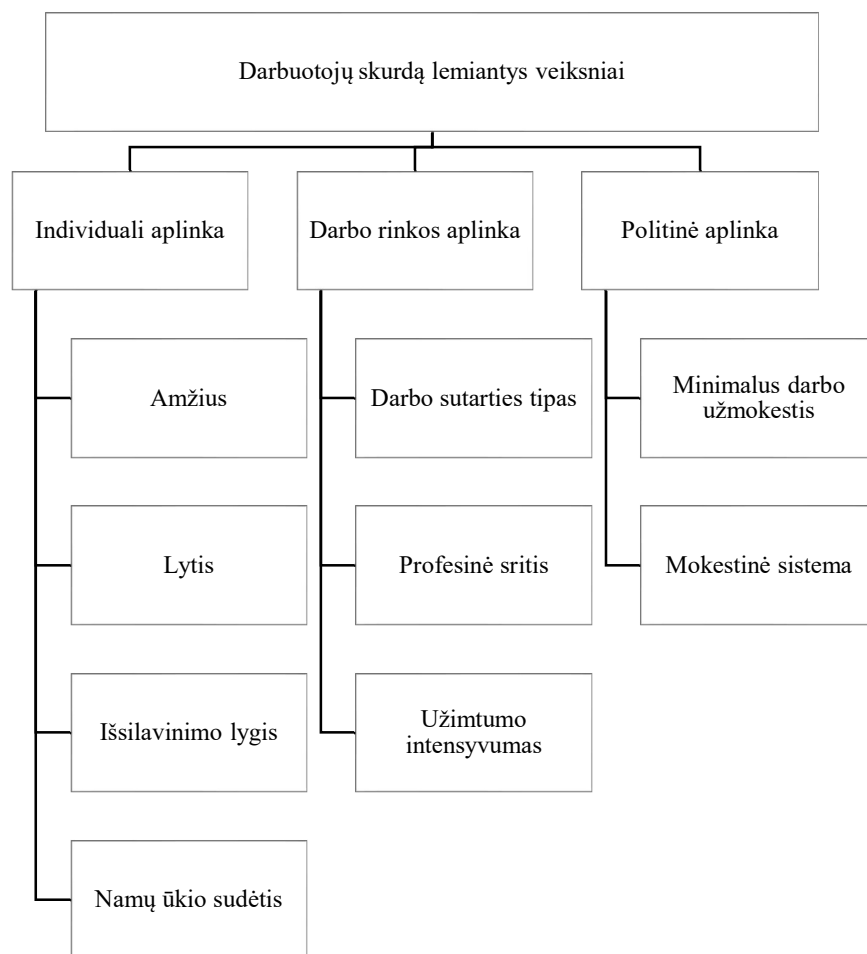 Darbuotojų skurdą lemiantys veiksniai
Individuali aplinka
Amžius
Lytis
Išsilavinimo lygis
Namų ūkio sudėtis
Darbo rinkos aplinka
Darbo sutarties tipas
Profesinė sritis
Užimtumo
intensyvumas
Politinė aplinka
Minimalus darbo
užmokestis
Mokestinė sistema